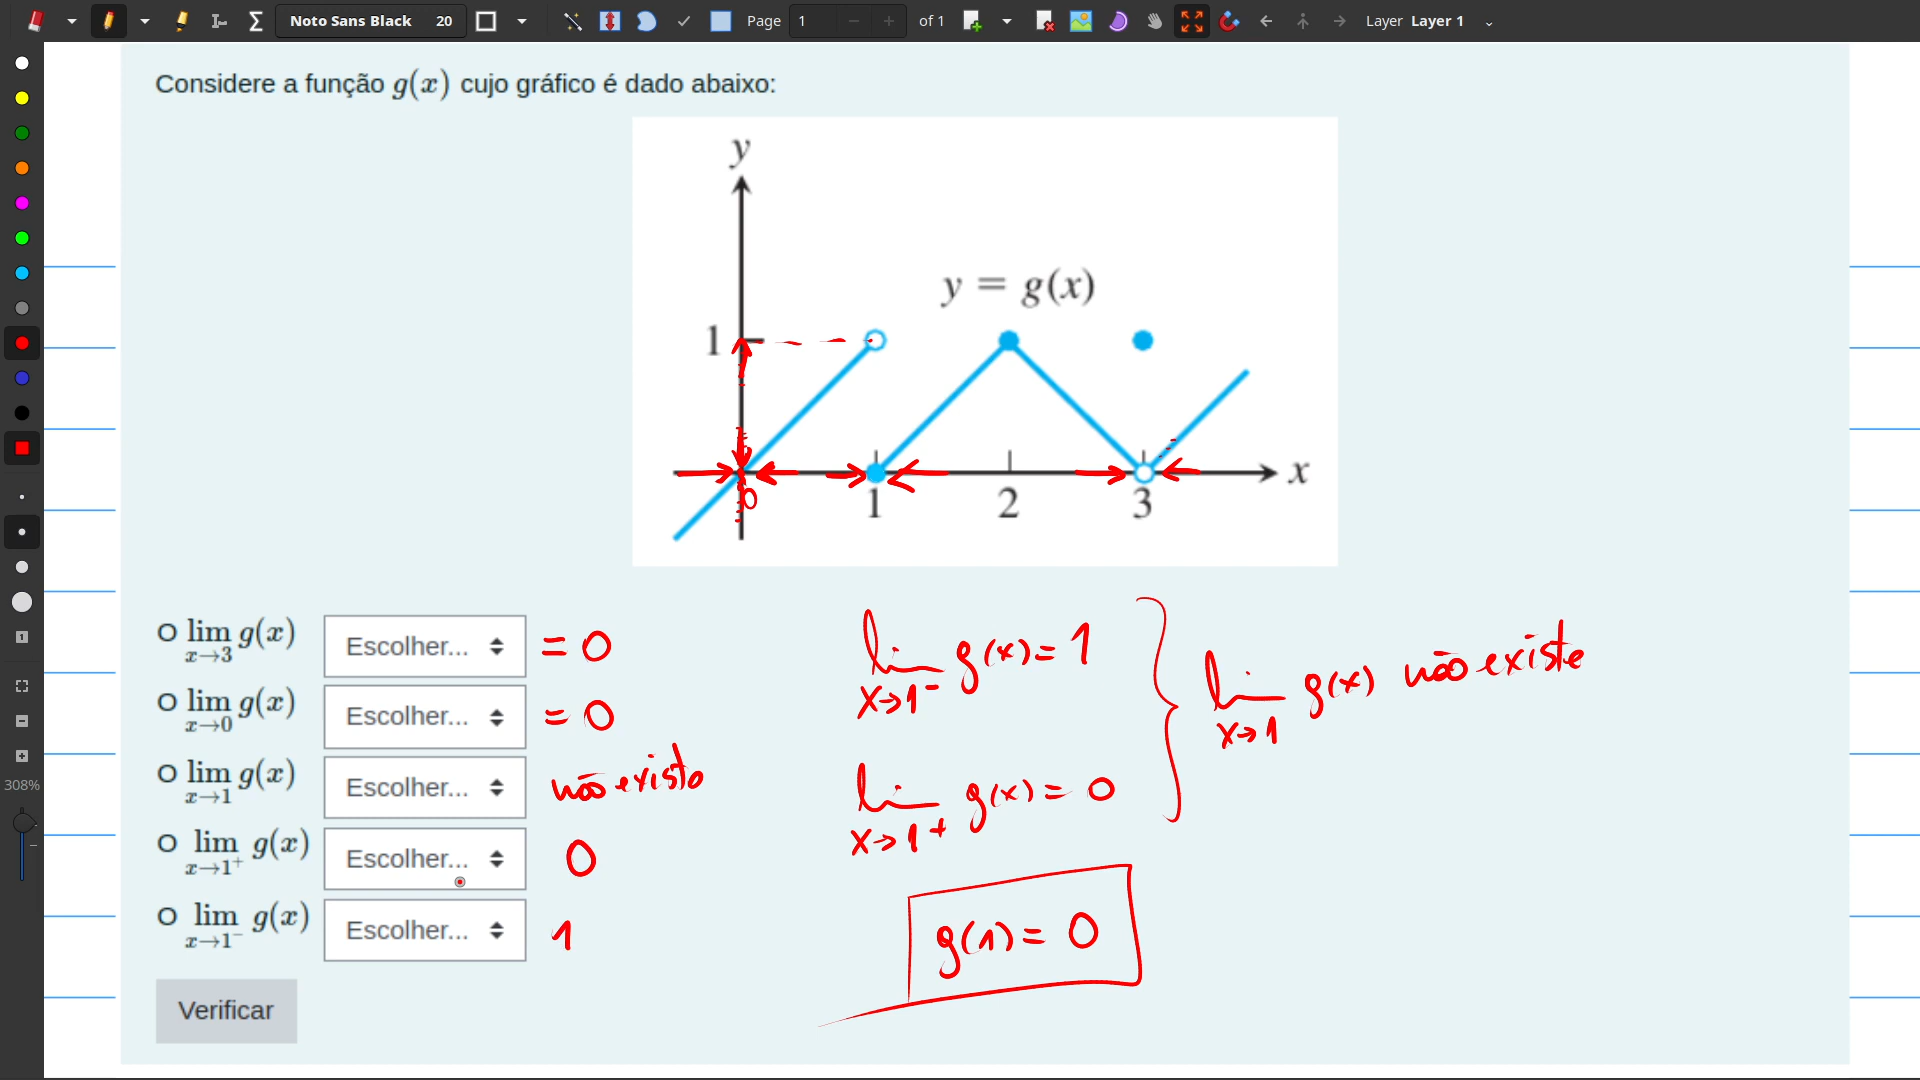 Noto Sans Black 20 Page 1 of 1 Layer Layer 1
Considere a função g(x) cujo gráfico é dado abaixo:
y
y = g(x)
1
x
0 1 2 3
O lim x→3 g(x) Escolher... = 0
O lim x→0 g(x) Escolher... = 0
O lim x→1 g(x) Escolher... não existe
O lim x→1⁺ g(x) Escolher... 0
O lim x→1⁻ g(x) Escolher... 1
Verificar
lim x→1⁻ g(x) = 1
lim x→1⁺ g(x) = 0
lim x→1 g(x) não existe
g(1) = 0
1
308%